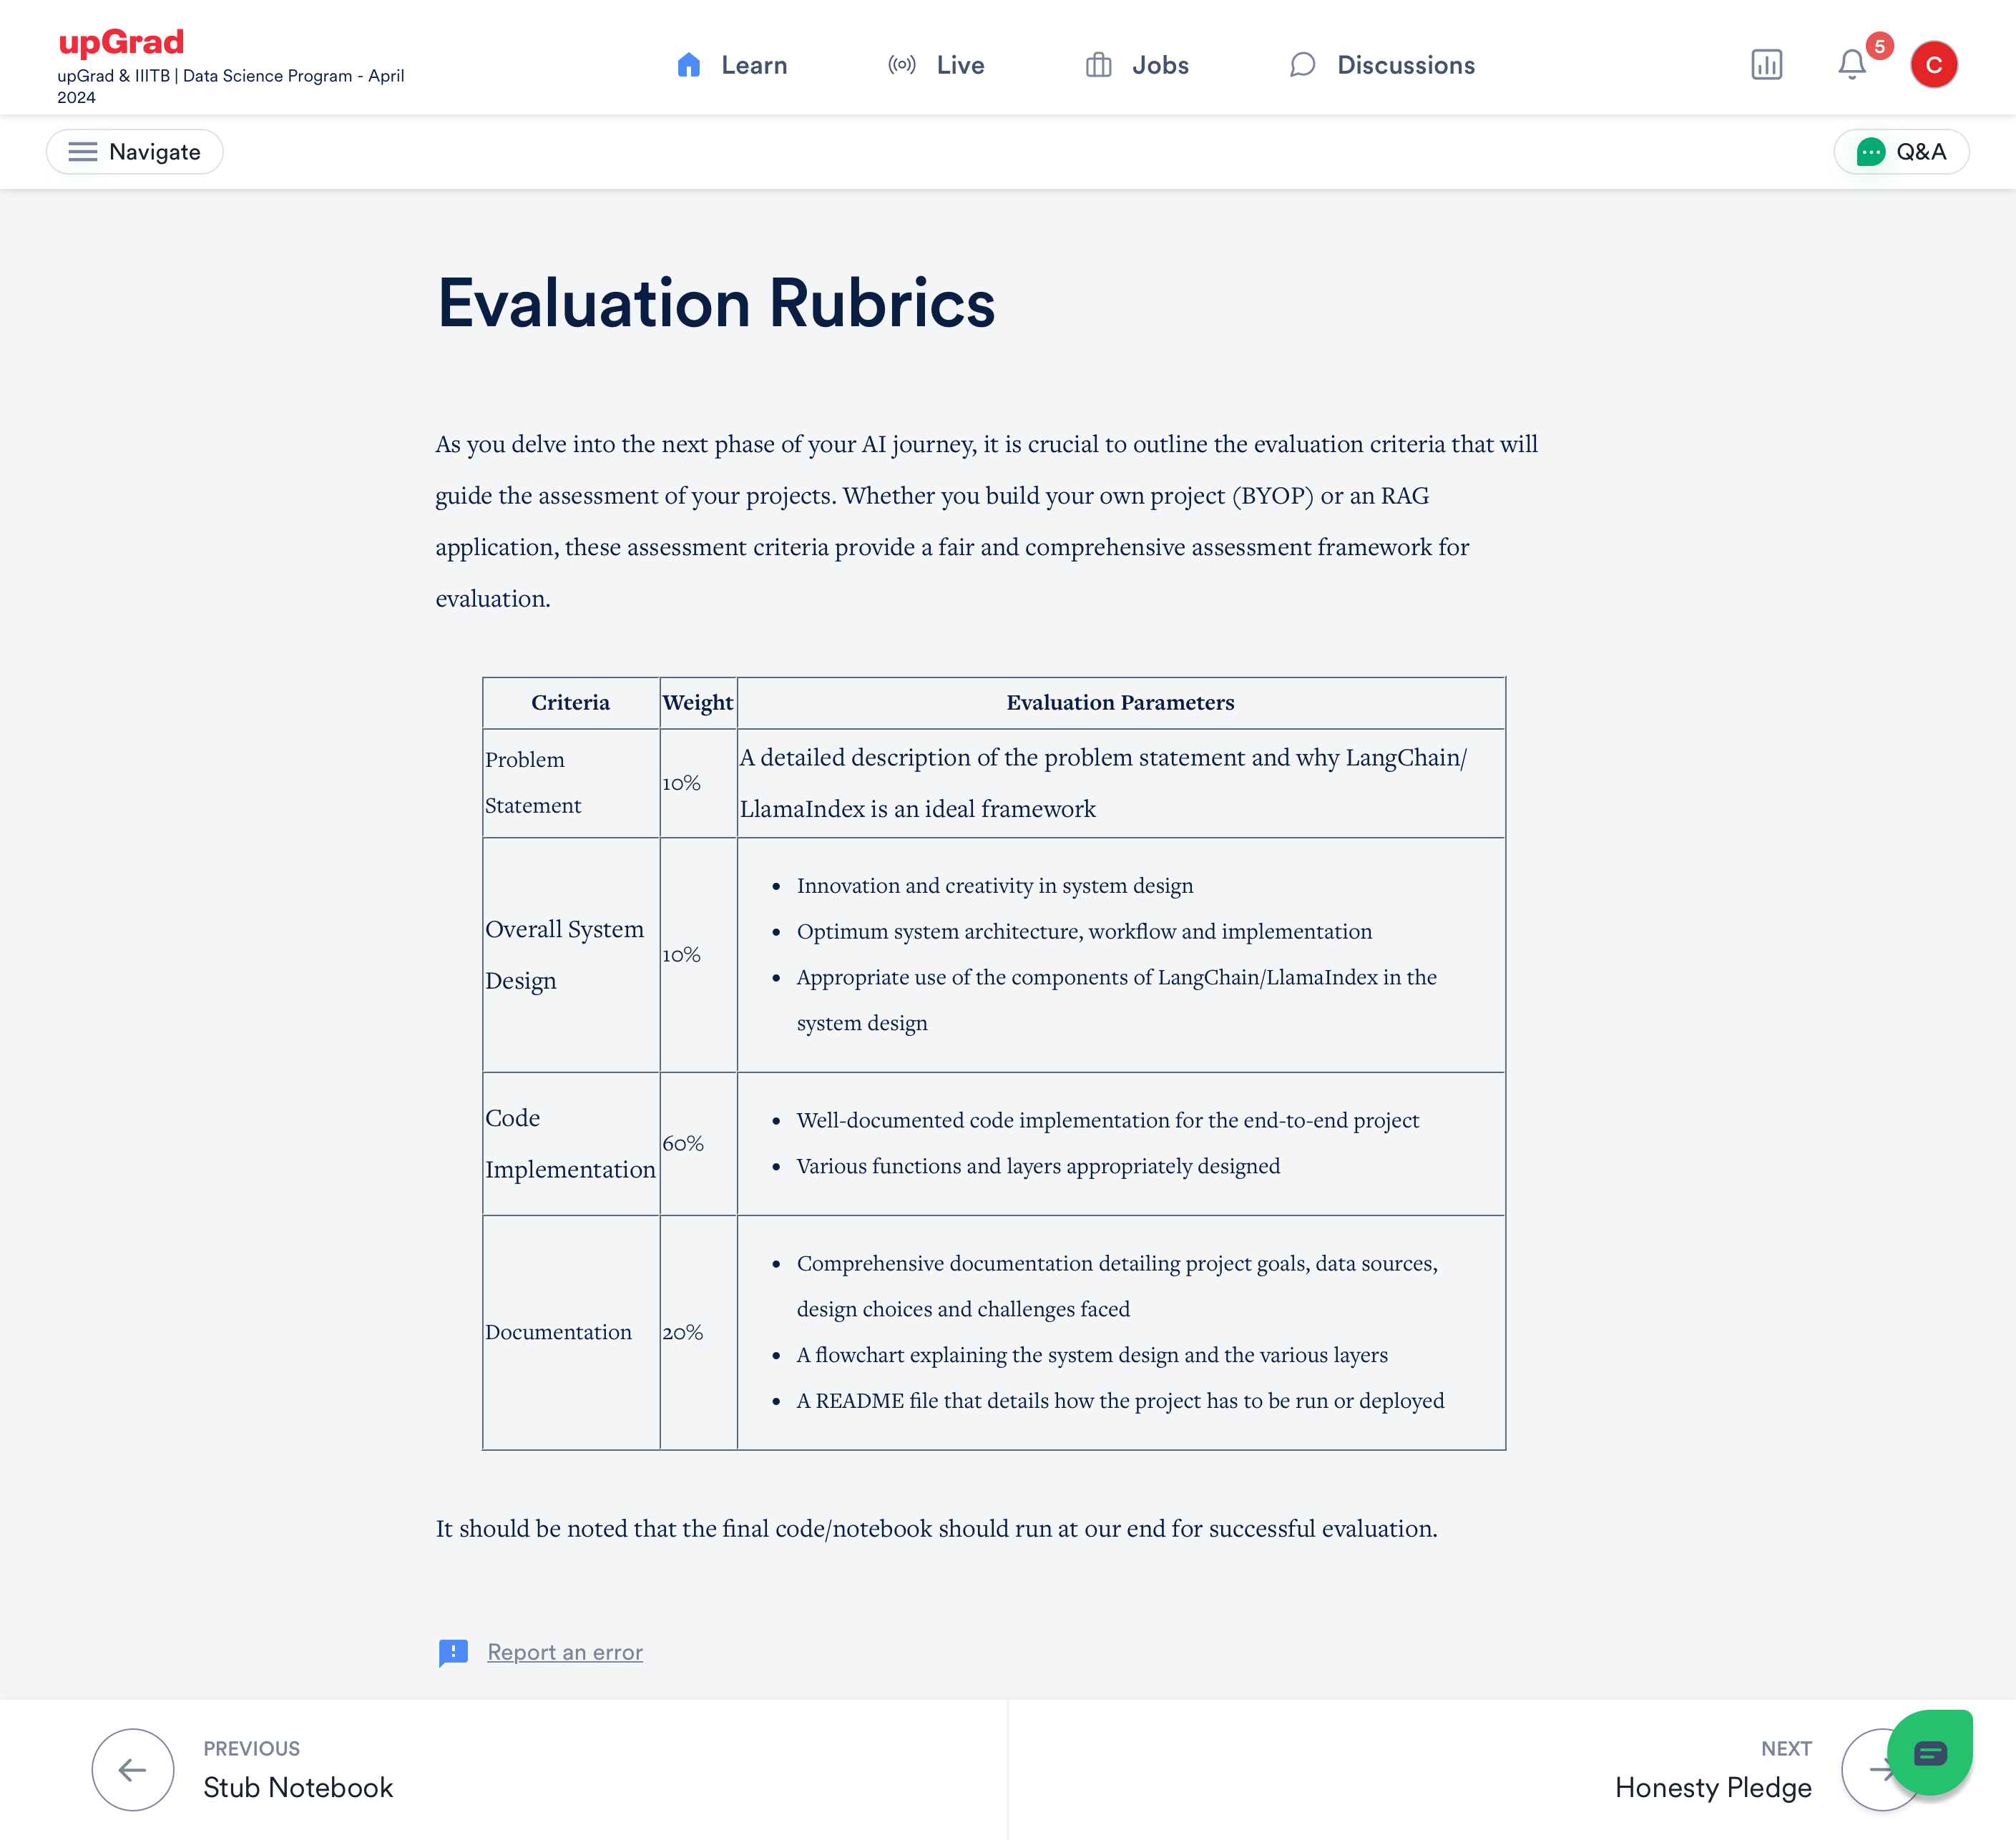 upGrad
upGrad & IIITB | Data Science Program - April
2024
Learn
Live
Jobs
Discussions
5
C
Navigate
Q&A
Evaluation Rubrics
As you delve into the next phase of your AI journey, it is crucial to outline the evaluation criteria that will
guide the assessment of your projects. Whether you build your own project (BYOP) or an RAG
application, these assessment criteria provide a fair and comprehensive assessment framework for
evaluation.
Criteria
Weight
Evaluation Parameters
Problem
Statement
10%
A detailed description of the problem statement and why LangChain/
LlamaIndex is an ideal framework
Overall System
Design
10%
• Innovation and creativity in system design
• Optimum system architecture, workflow and implementation
• Appropriate use of the components of LangChain/LlamaIndex in the
system design
Code
Implementation
60%
• Well-documented code implementation for the end-to-end project
• Various functions and layers appropriately designed
Documentation
20%
• Comprehensive documentation detailing project goals, data sources,
design choices and challenges faced
• A flowchart explaining the system design and the various layers
• A README file that details how the project has to be run or deployed
It should be noted that the final code/notebook should run at our end for successful evaluation.
Report an error
PREVIOUS
Stub Notebook
NEXT
Honesty Pledge